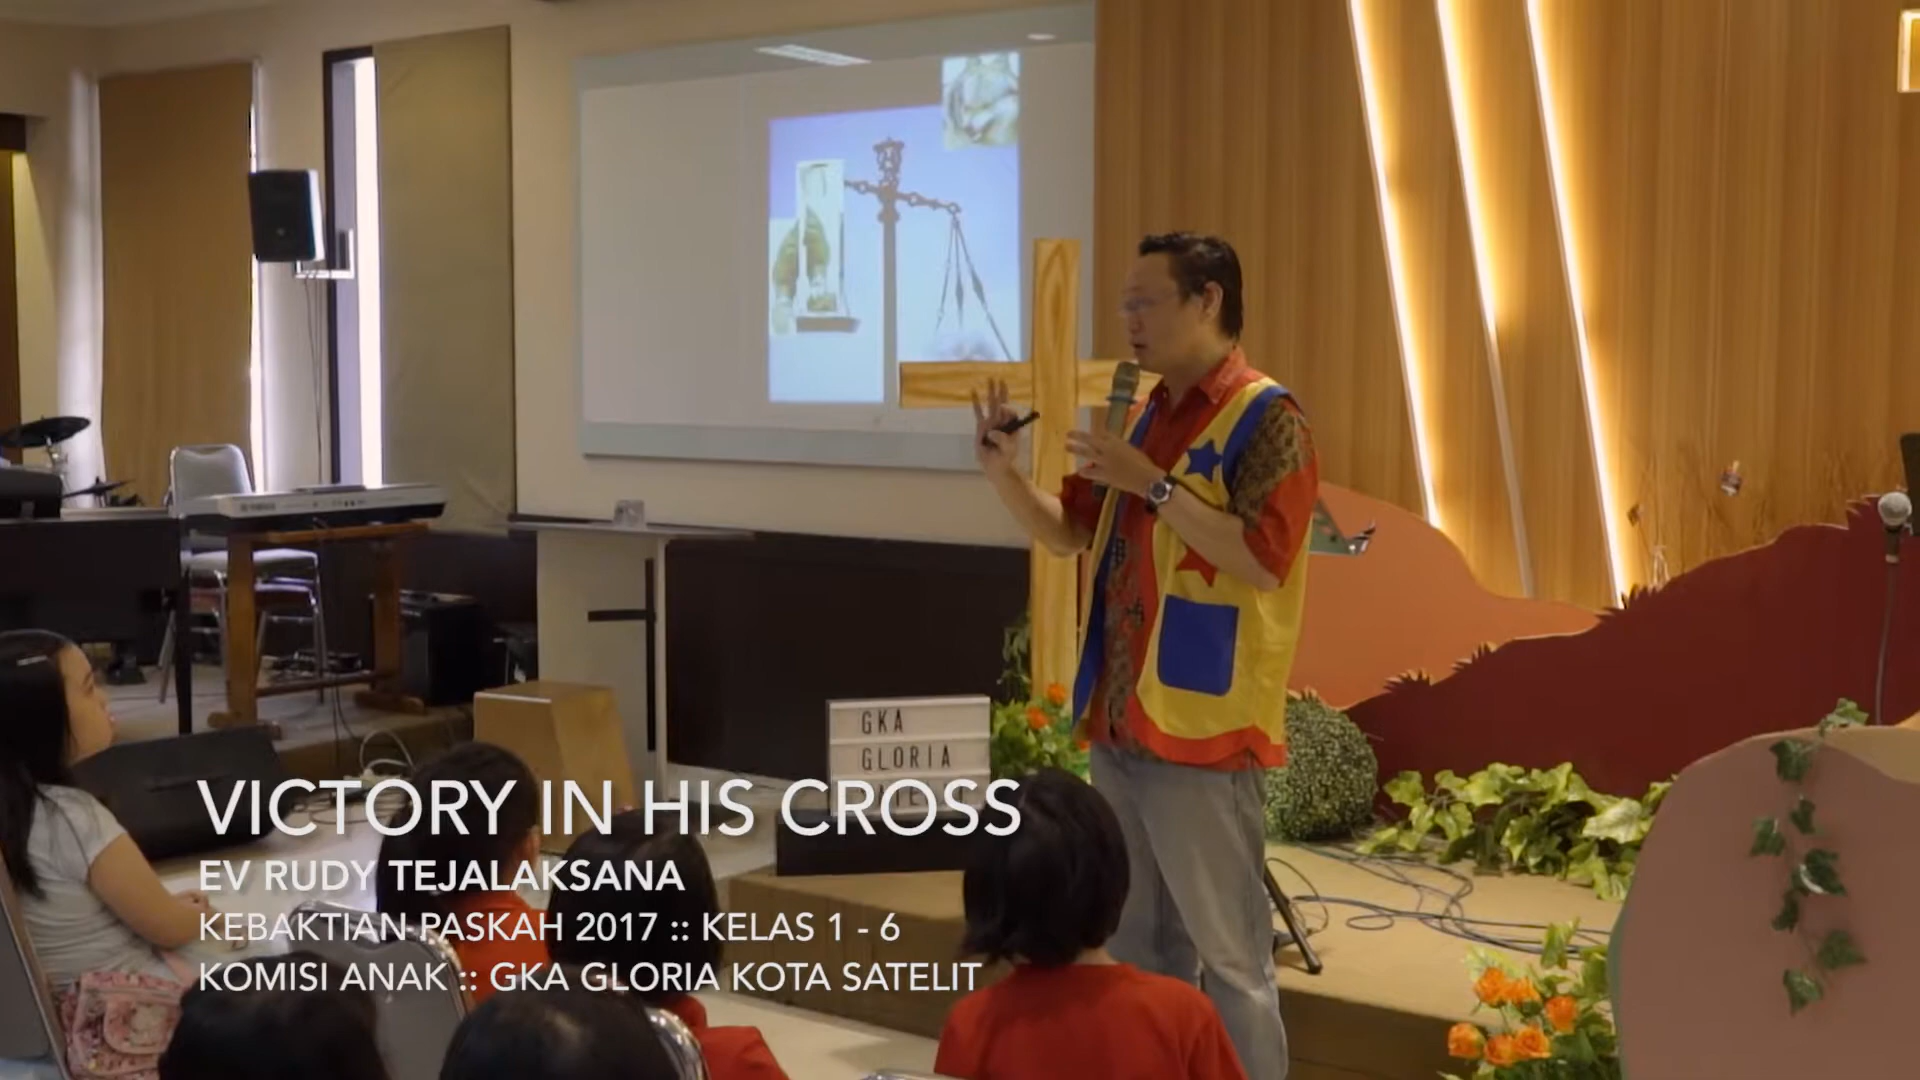 GKA
GLORIA
VICTORY IN HIS CROSS
EV RUDY TEJALAKSANA
KEBAKTIAN PASKAH 2017 :: KELAS 1 - 6
KOMISI ANAK :: GKA GLORIA KOTA SATELIT